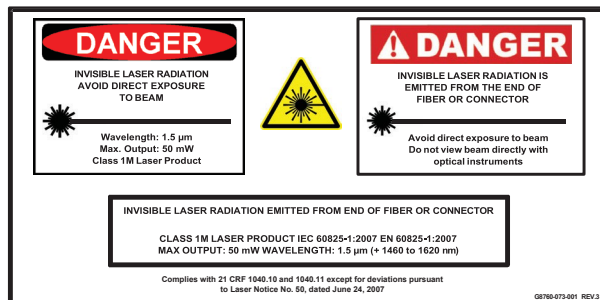 DANGER
INVISIBLE LASER RADIATION
AVOID DIRECT EXPOSURE
TO BEAM
Wavelength: 1.5 µm
Max. Output: 50 mW
Class 1M Laser Product
DANGER
INVISIBLE LASER RADIATION IS
EMITTED FROM THE END OF
FIBER OR CONNECTOR
Avoid direct exposure to beam
Do not view beam directly with
optical instruments
INVISIBLE LASER RADIATION EMITTED FROM END OF FIBER OR CONNECTOR
CLASS 1M LASER PRODUCT IEC 60825-1:2007 EN 60825-1:2007
MAX OUTPUT: 50 mW WAVELENGTH: 1.5 µm (+ 1460 to 1620 nm)
Complies with 21 CRF 1040.10 and 1040.11 except for deviations pursuant
to Laser Notice No. 50, dated June 24, 2007
G8760-073-001 REV.3